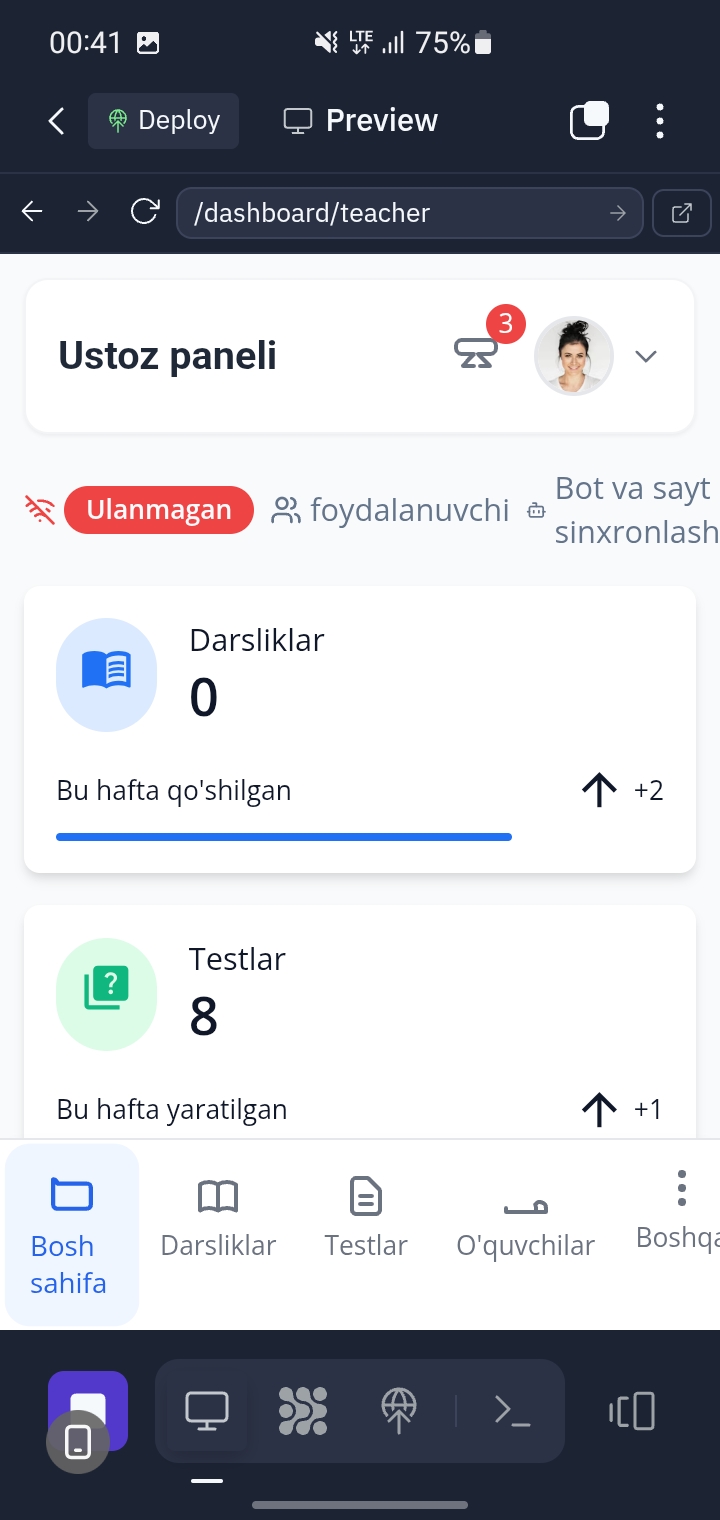 00:41 LTE 75%
Deploy Preview
/dashboard/teacher
3
Ustoz paneli
Ulanmagan foydalanuvchi Bot va sayt
sinxronlash
Darsliklar
0
Bu hafta qo'shilgan +2
Testlar
8
Bu hafta yaratilgan +1
Bosh
sahifa
Darsliklar
Testlar
O'quvchilar
Boshqa